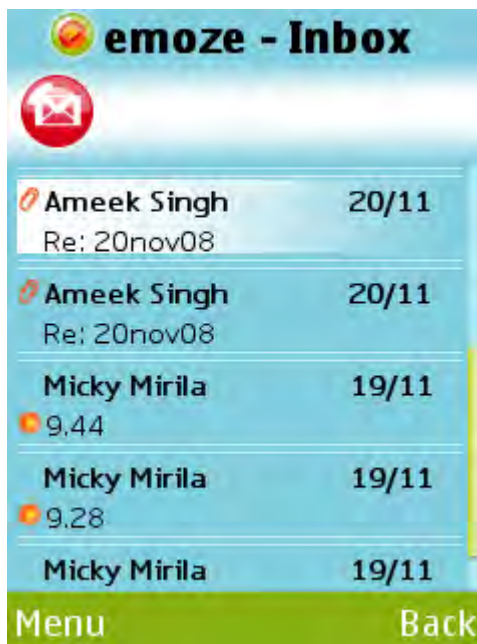 emoze - Inbox
Ameek Singh 20/11
Re: 20nov08
Ameek Singh 20/11
Re: 20nov08
Micky Mirila 19/11
9.44
Micky Mirila 19/11
9.28
Micky Mirila 19/11
Menu Back